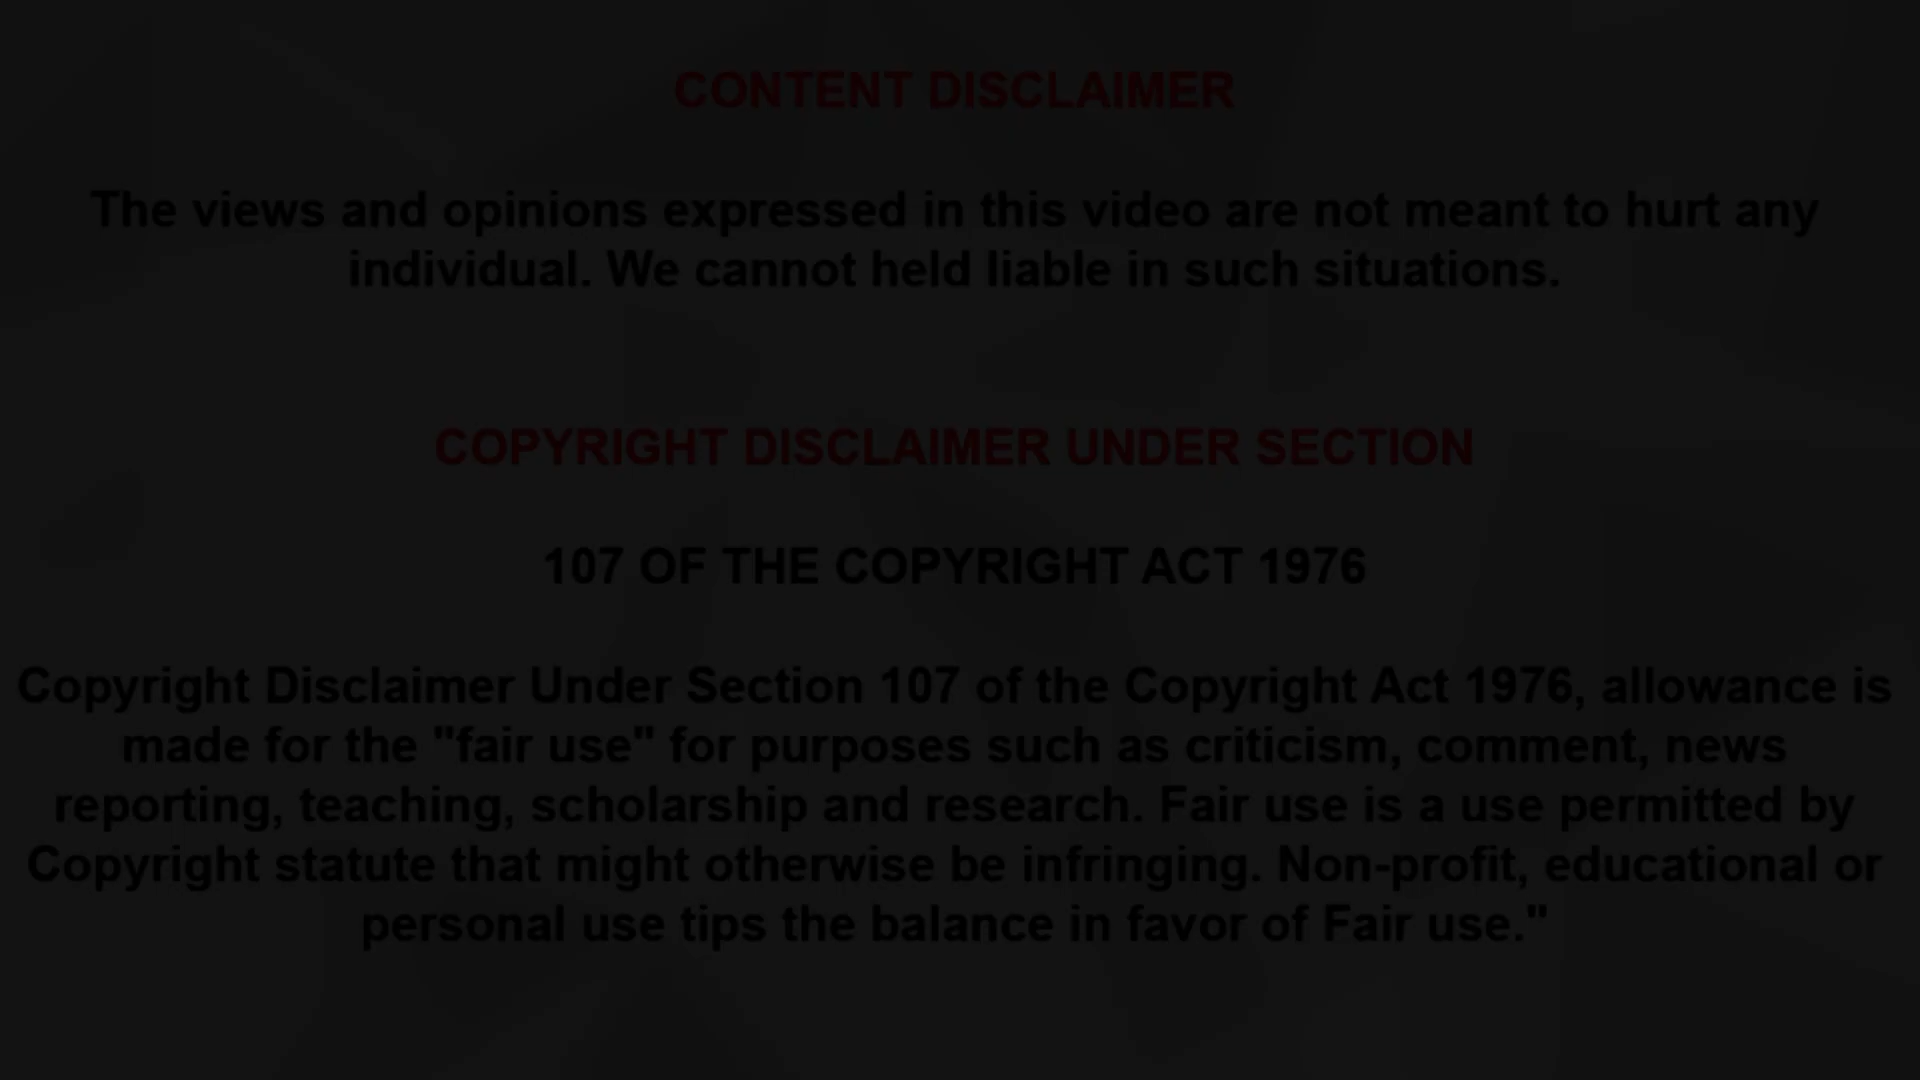 CONTENT DISCLAIMER
The views and opinions expressed in this video are not meant to hurt any
individual. We cannot held liable in such situations.
COPYRIGHT DISCLAIMER UNDER SECTION
107 OF THE COPYRIGHT ACT 1976
Copyright Disclaimer Under Section 107 of the Copyright Act 1976, allowance is
made for the "fair use" for purposes such as criticism, comment, news
reporting, teaching, scholarship and research. Fair use is a use permitted by
Copyright statute that might otherwise be infringing. Non-profit, educational or
personal use tips the balance in favor of Fair use."